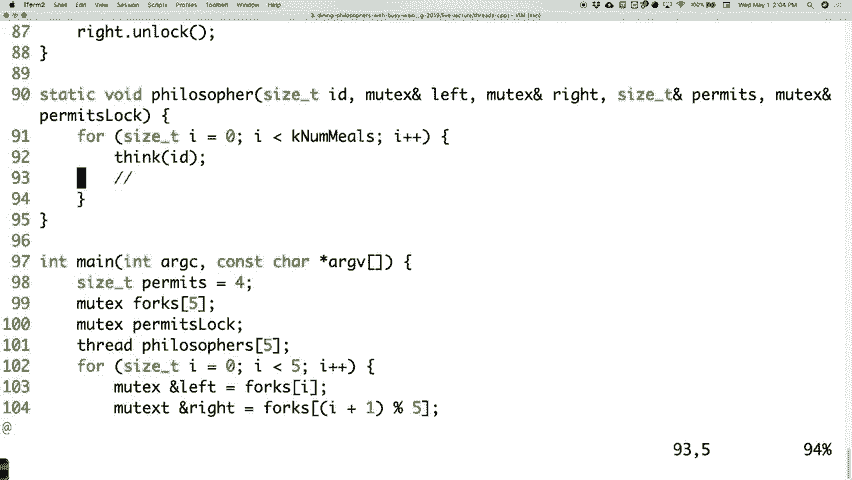 iTerm2 Shell Edit View Session Scripts Profiles Toolbelt Window Help
Wed May 1 2:04 PM
87 right.unlock();
88 }
89
90 static void philosopher(size_t id, mutex& left, mutex& right, size_t& permits, mutex&
permitsLock) {
91 for (size_t i = 0; i < kNumMeals; i++) {
92 think(id);
93 //
94 }
95 }
96
97 int main(int argc, const char *argv[]) {
98 size_t permits = 4;
99 mutex forks[5];
100 mutex permitsLock;
101 thread philosophers[5];
102 for (size_t i = 0; i < 5; i++) {
103 mutex &left = forks[i];
104 mutext &right = forks[(i + 1) % 5];
@
93,5 94%